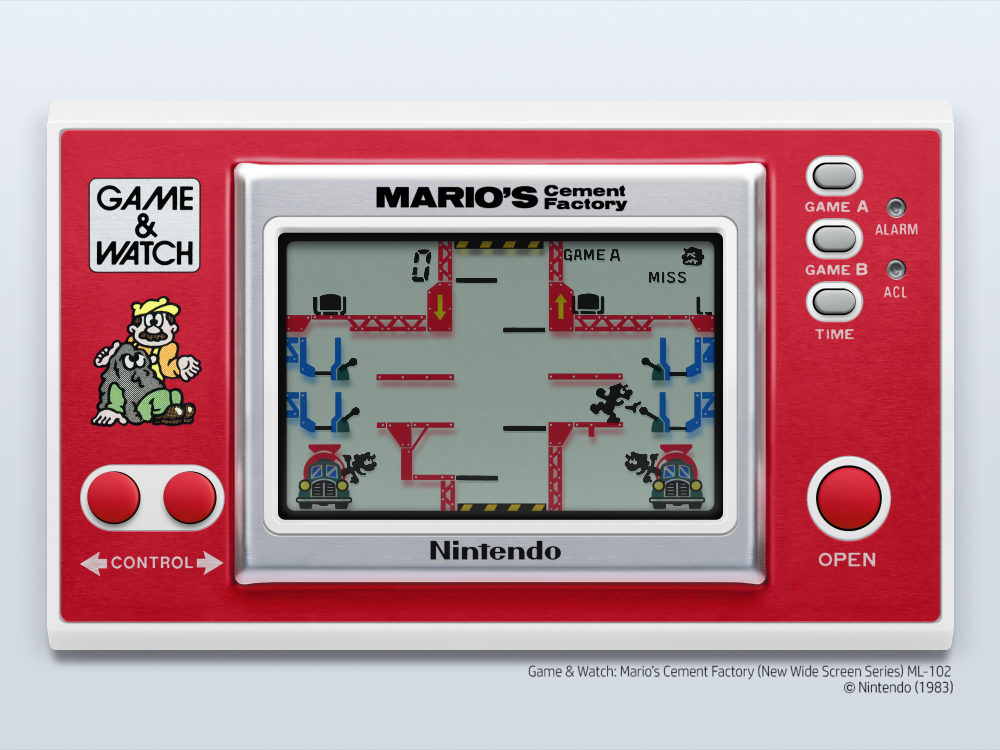 GAME
&
WATCH
MARIO'S Cement
Factory
0
GAME A
MISS
Nintendo
CONTROL
GAME A
ALARM
GAME B
ACL
TIME
OPEN
Game & Watch: Mario's Cement Factory (New Wide Screen Series) ML-102
© Nintendo (1983)